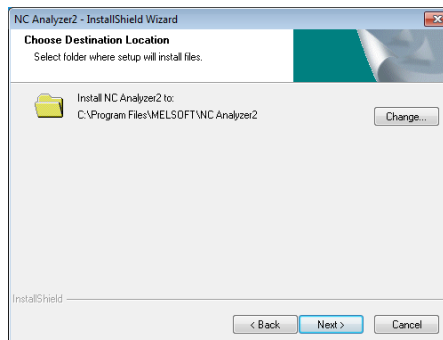 NC Analyzer2 - InstallShield Wizard
Choose Destination Location
Select folder where setup will install files.
Install NC Analyzer2 to:
C:\Program Files\MELSOFT\NC Analyzer2
Change...
InstallShield
< Back
Next >
Cancel